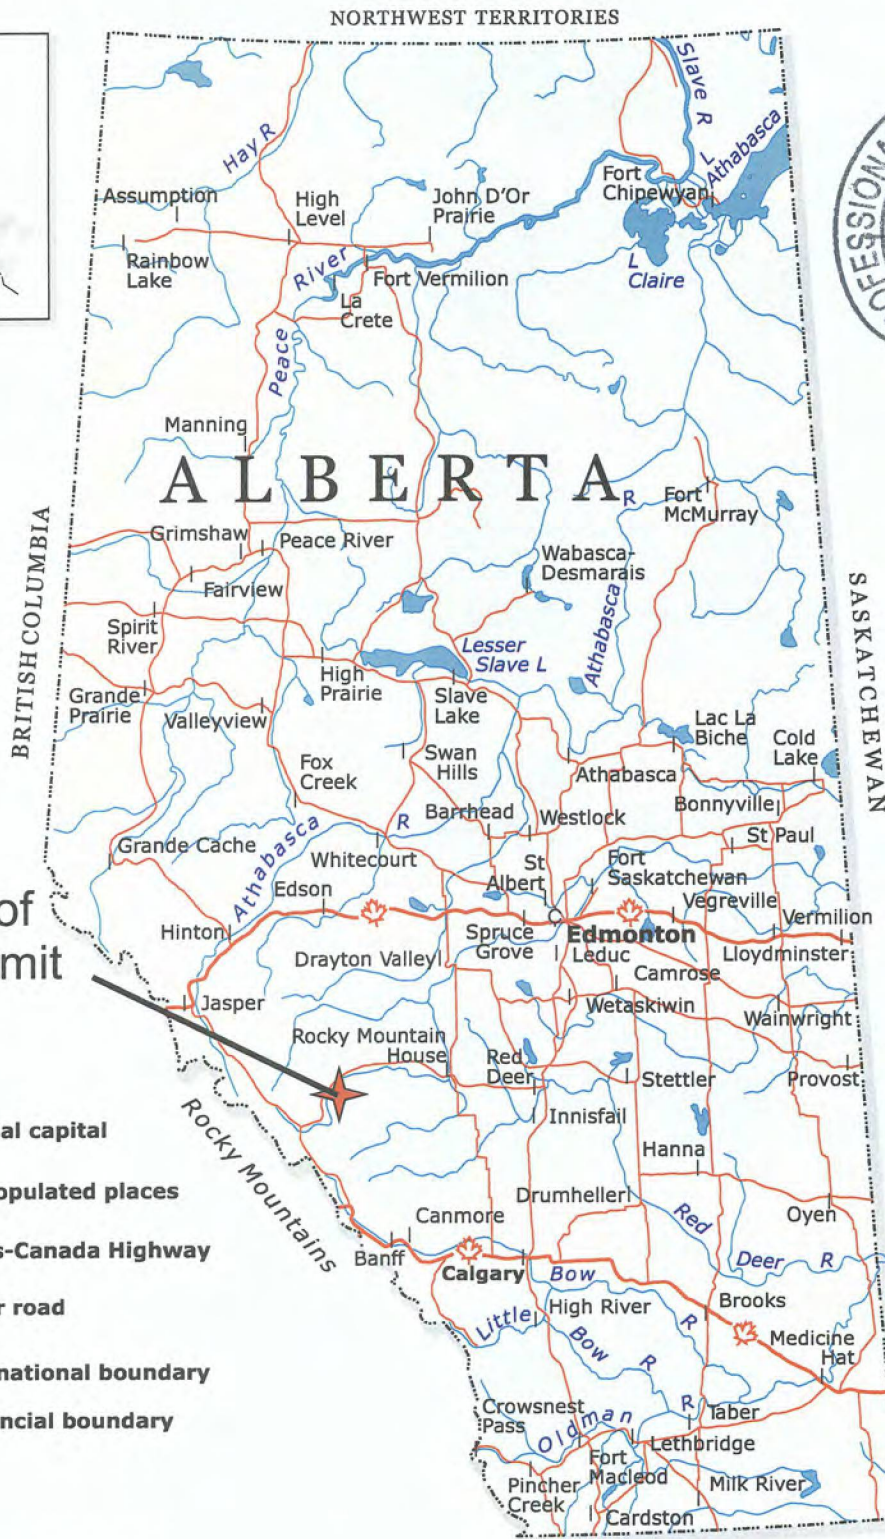 NORTHWEST TERRITORIES
Slave R
L Athabasca
Hay R
Fort
Chipewyan
Assumption
High
Level
John D'Or
Prairie
Rainbow
Lake
River
Fort Vermilion
L
Claire
La
Crete
Peace
Manning
ALBERTA
R
Fort
McMurray
Grimshaw
Peace River
Wabasca-
Desmarais
Fairview
Athabasca
BRITISH COLUMBIA
SASKATCHEWAN
Spirit
River
Lesser
Slave L
High
Prairie
Grande
Prairie
Valleyview
Slave
Lake
Lac La
Biche
Cold
Lake
Swan
Hills
Fox
Creek
Athabasca
Bonnyville
Barrhead
Westlock
St Paul
Athabasca R
Grande Cache
Whitecourt
St
Albert
Fort
Saskatchewan
Edson
Vegreville
Vermilion
of
Hinton
Spruce
Grove
Edmonton
Leduc
Lloydminster
mit
Drayton Valley
Camrose
Jasper
Wetaskiwin
Wainwright
Rocky Mountain
House
Red
Deer
Stettler
Provost
Innisfail
al capital
Rocky Mountains
Hanna
opulated places
Drumheller
Red Deer R
Oyen
Canmore
s-Canada Highway
Banff
Calgary
Bow R
r road
Little Bow R
High River
Brooks
Medicine
Hat
national boundary
Crowsnest
Pass
Oldman R
Taber
ncial boundary
Lethbridge
Fort
Macleod
Pincher
Creek
Milk River
Cardston
OFESSIONA